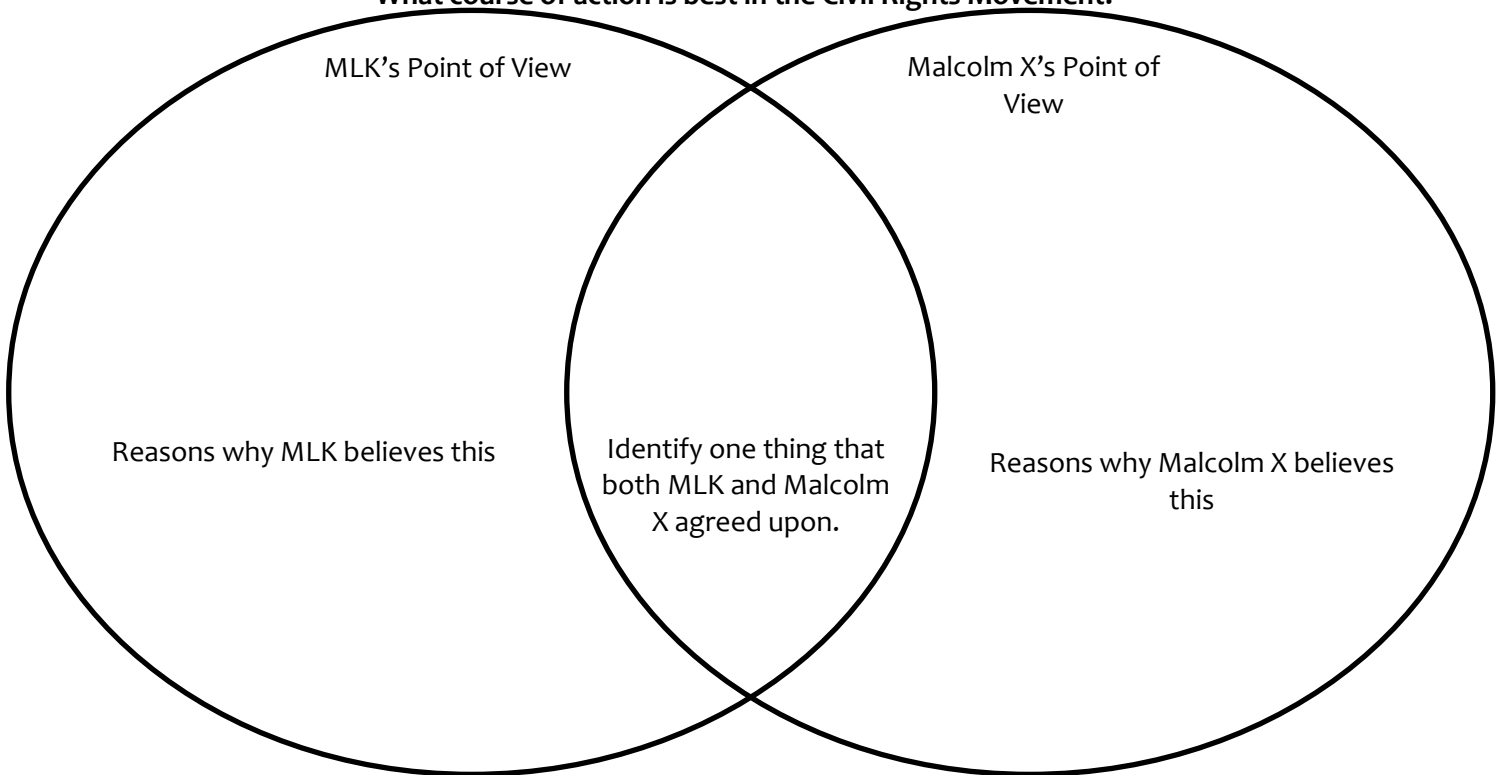 What course of action is best in the Civil Rights Movement?
MLK’s Point of View
Malcolm X’s Point of
View
Reasons why MLK believes this
Identify one thing that
both MLK and Malcolm
X agreed upon.
Reasons why Malcolm X believes
this